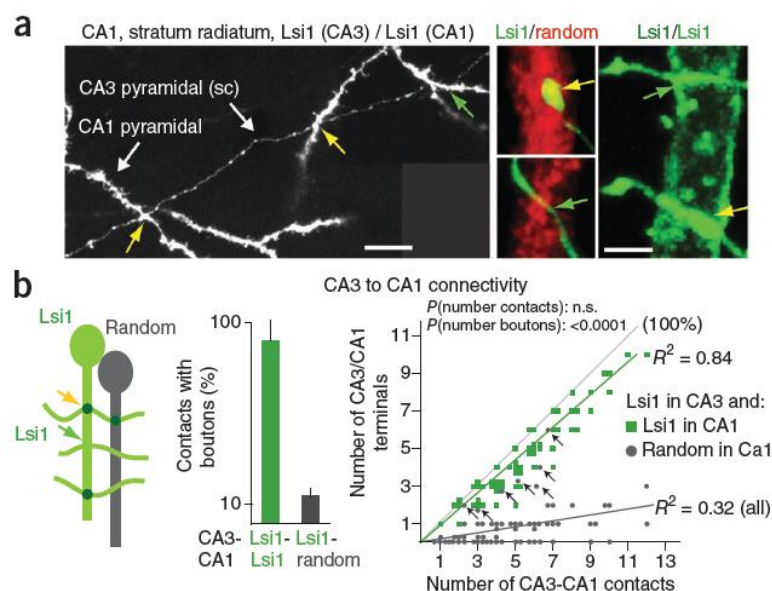 a
CA1, stratum radiatum, Lsi1 (CA3) / Lsi1 (CA1)
Lsi1/random
Lsi1/Lsi1
CA3 pyramidal (sc)
CA1 pyramidal
b
CA3 to CA1 connectivity
Lsi1
Random
Lsi1
Contacts with
boutons (%)
100
10
CA3-
CA1
Lsi1-
Lsi1
Lsi1-
random
P(number contacts): n.s.
P(number boutons): <0.0001
(100%)
R² = 0.84
Number of CA3/CA1
terminals
11
9
7
5
3
1
Lsi1 in CA3 and:
Lsi1 in CA1
Random in Ca1
R² = 0.32 (all)
1 3 5 7 9 11 13
Number of CA3-CA1 contacts